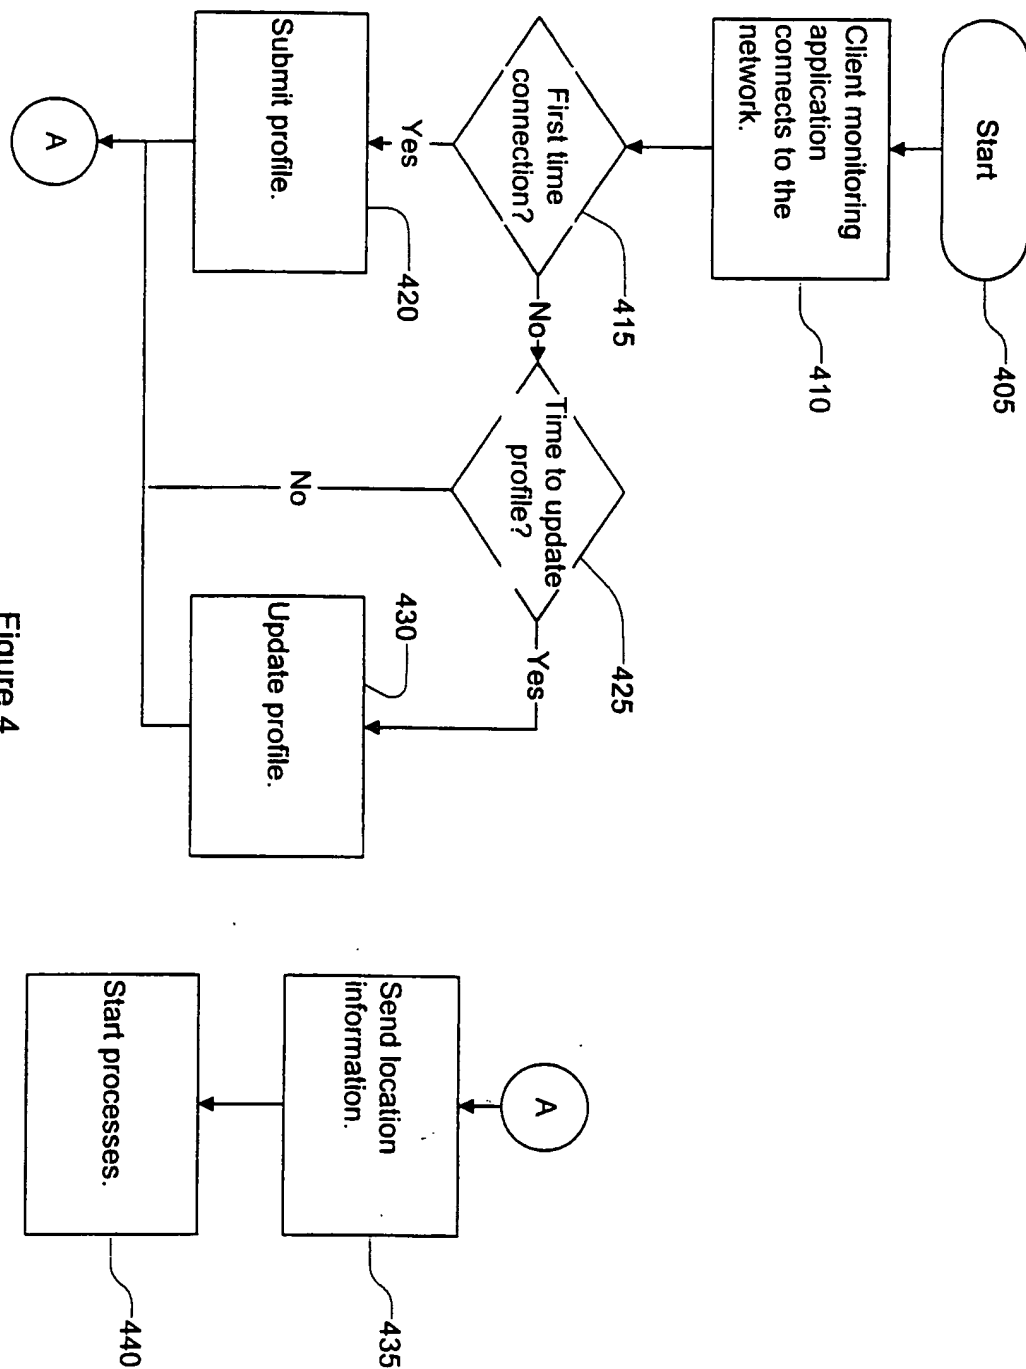 Start
405
Client monitoring
application
connects to the
network.
410
First time
connection?
415
Yes
No
Submit profile.
420
Time to update
profile?
425
No
Yes
430
Update profile.
A
A
Send location
information.
435
Start processes.
440
Figure 4